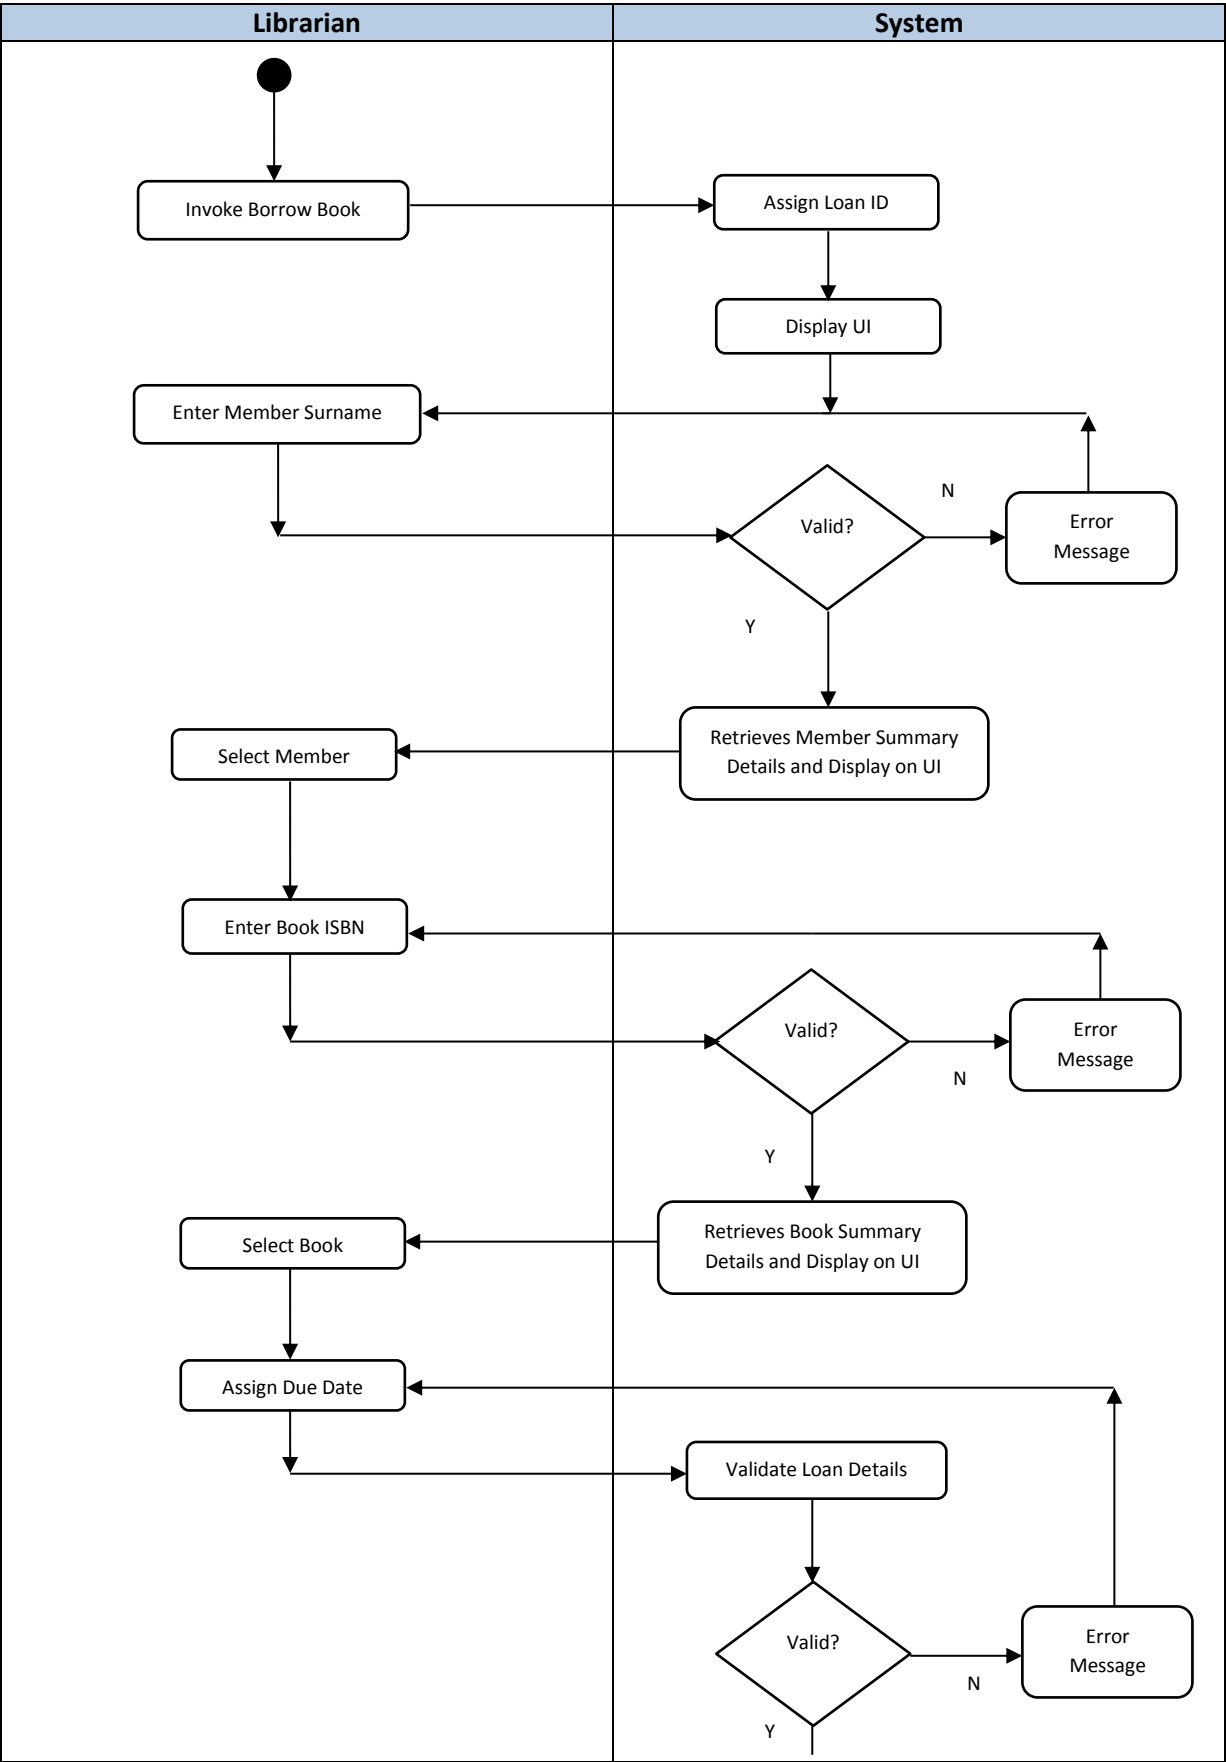 Librarian
System
Invoke Borrow Book
Assign Loan ID
Display UI
Enter Member Surname
N
Valid?
Error
Message
Y
Retrieves Member Summary
Details and Display on UI
Select Member
Enter Book ISBN
Valid?
Error
Message
N
Y
Retrieves Book Summary
Details and Display on UI
Select Book
Assign Due Date
Validate Loan Details
Valid?
Error
Message
N
Y